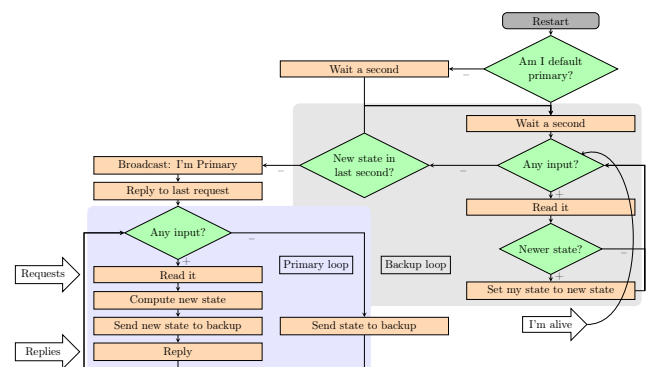 Restart
Am I default
primary?
Wait a second
–
Wait a second
New state in
last second?
Any input?
–
–
+
Broadcast: I'm Primary
Reply to last request
Read it
Any input?
–
Newer state?
–
+
+
Primary loop
Backup loop
Requests
Read it
Set my state to new state
Compute new state
Send new state to backup
Send state to backup
I'm alive
Replies
Reply